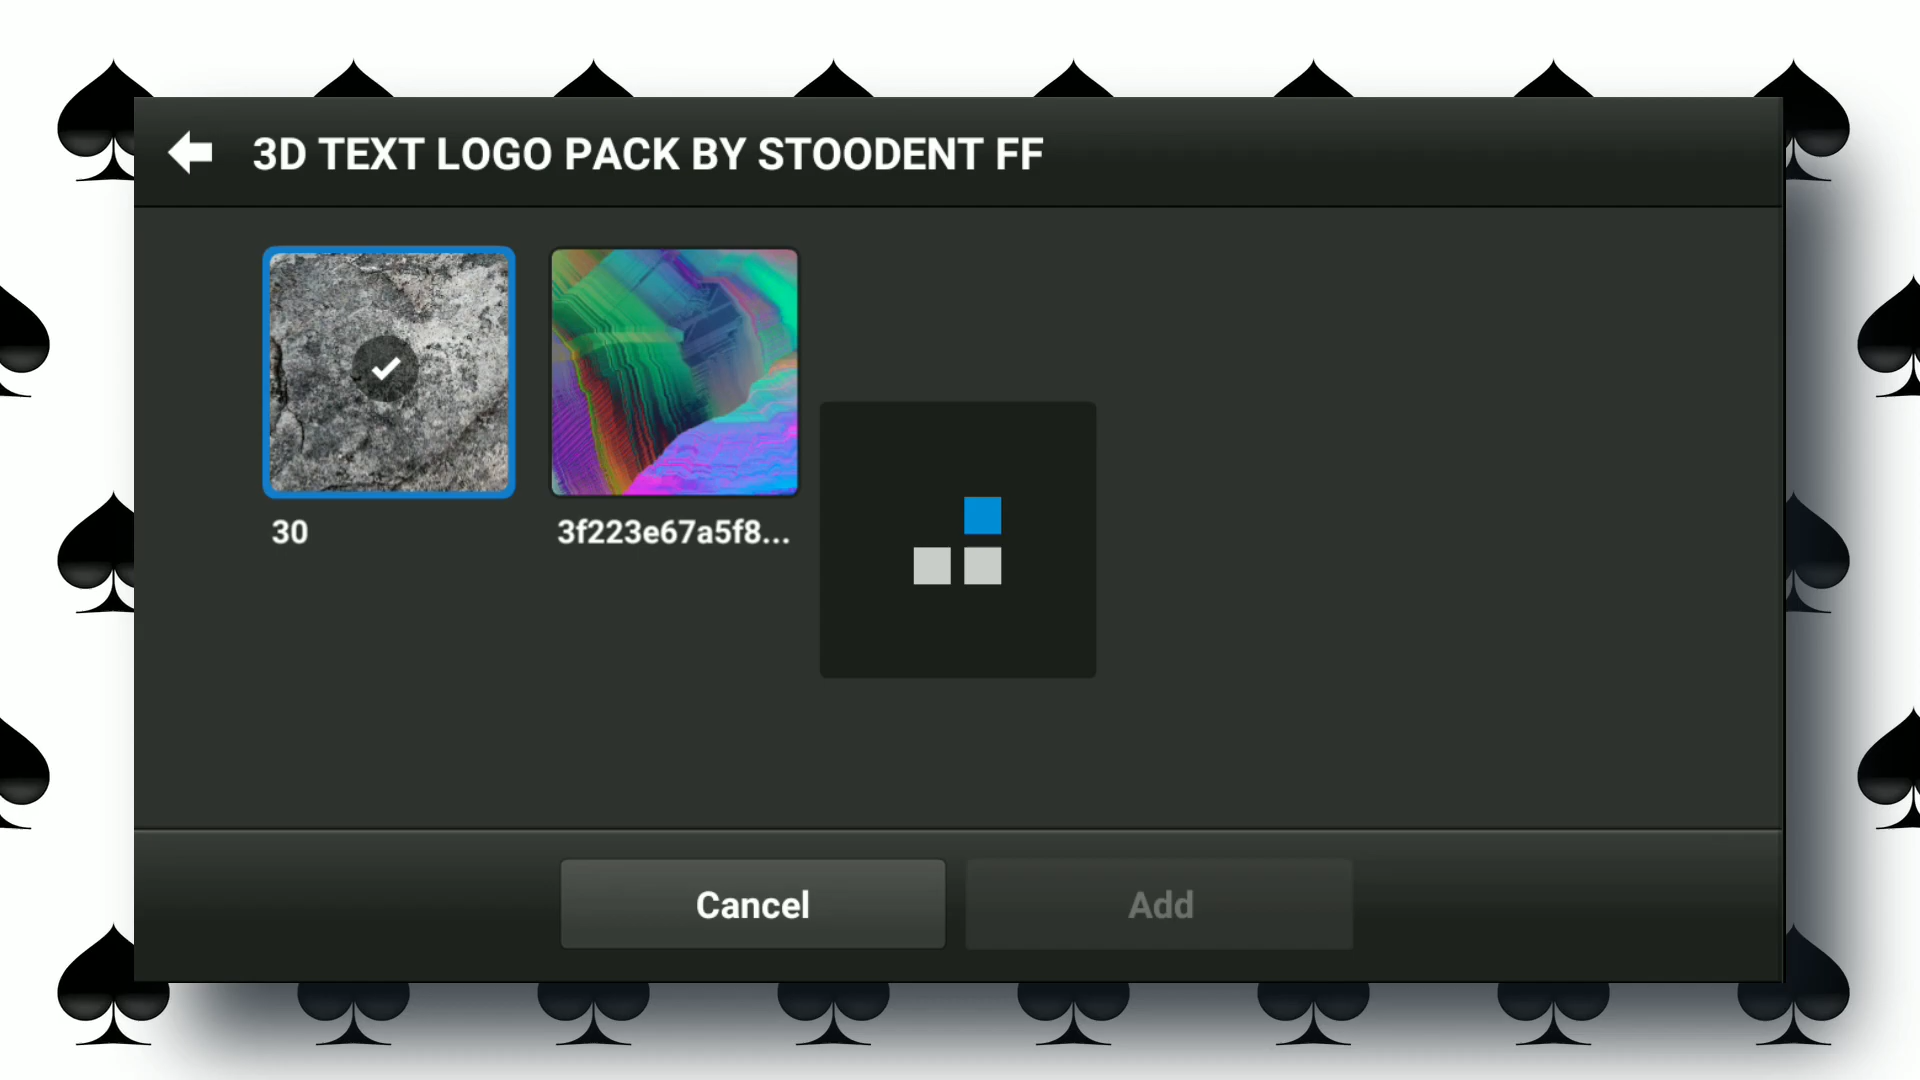 3D TEXT LOGO PACK BY STOODENT FF
30
3f223e67a5f8...
Cancel
Add